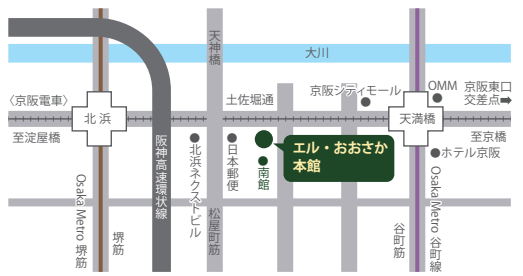 天神橋
大川
〈京阪電車〉
北浜
土佐堀通
京阪シティモール
OMM
京阪東口
交差点➡
天満橋
至淀屋橋
至京橋
阪神高速環状線
北浜ネクストビル
日本郵便
エル・おおさか
本館
南館
ホテル京阪
Osaka Metro 堺筋
堺筋
松屋町筋
谷町筋
Osaka Metro 谷町線